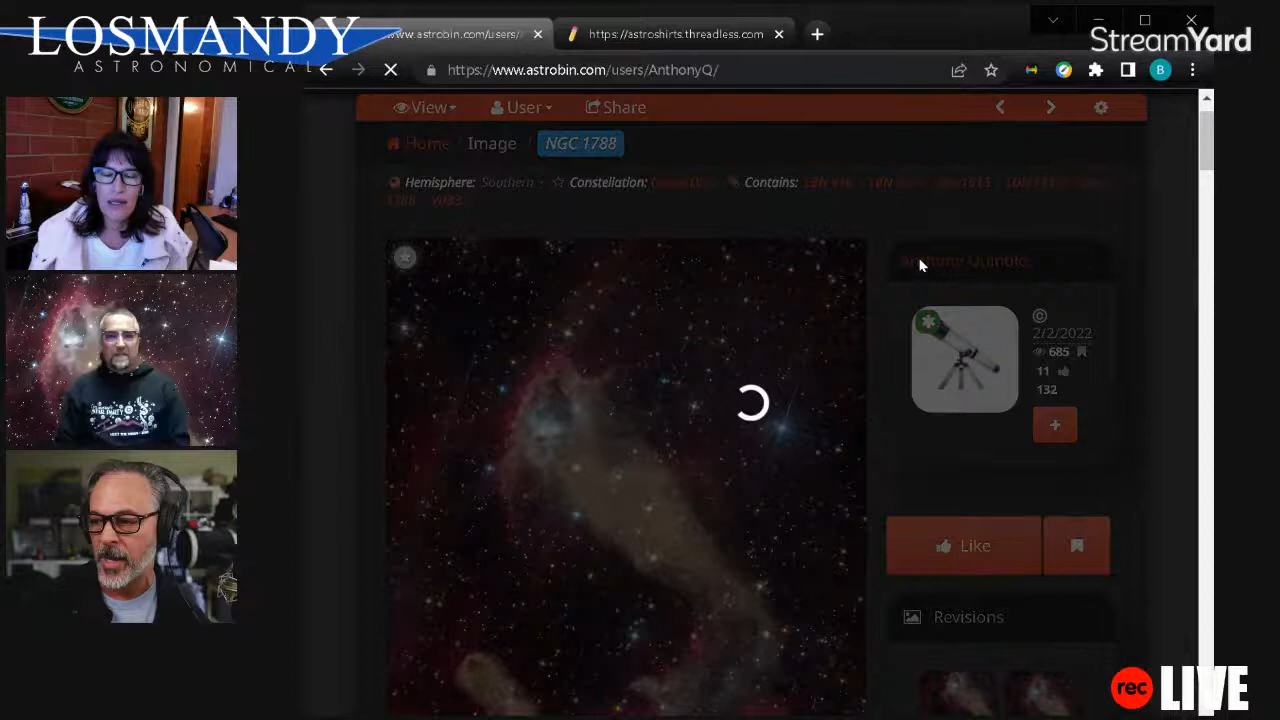 LOSMANDY
ASTRONOMICAL
StreamYard
www.astrobin.com/users/
https://astroshirts.threadless.com
https://www.astrobin.com/users/AnthonyQ/
B
View
User
Share
Home / Image / NGC 1788
Hemisphere: Southern
Constellation:
Contains:
©
2/2/2022
685
11
132
+
Like
Revisions
STAR PARTY
rec LIVE